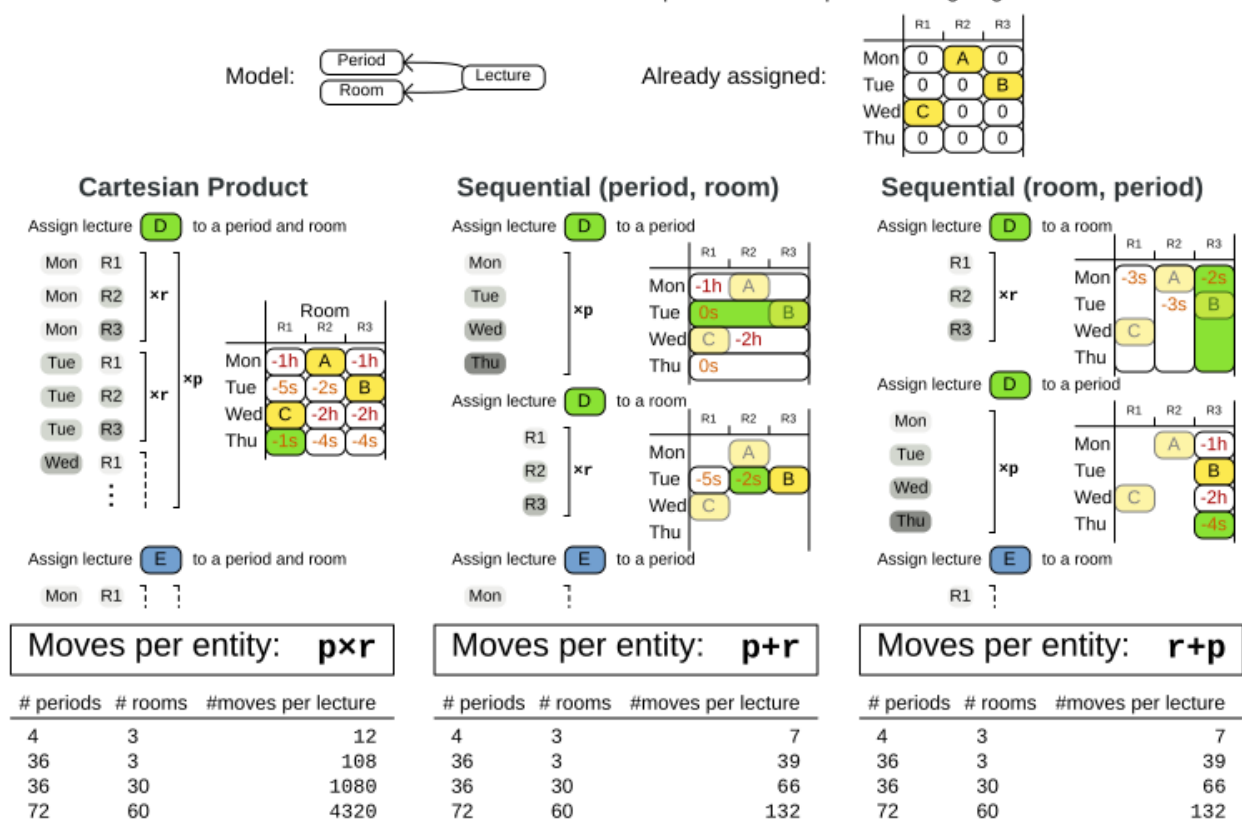 R1 R2 R3
Model: Period Room Lecture
Already assigned:
Mon 0 A 0
Tue 0 0 B
Wed C 0 0
Thu 0 0 0
Cartesian Product
Assign lecture D to a period and room
Mon R1
Mon R2
Mon R3
×r
Tue R1
Tue R2
Tue R3
×r
Wed R1
⋮
×p
Room
R1 R2 R3
Mon -1h A -1h
Tue -5s -2s B
Wed C -2h -2h
Thu -1s -4s -4s
Assign lecture E to a period and room
Mon R1
Moves per entity: p×r
# periods # rooms #moves per lecture
4 3 12
36 3 108
36 30 1080
72 60 4320
Sequential (period, room)
Assign lecture D to a period
Mon
Tue
Wed
Thu
×p
R1 R2 R3
Mon -1h A
Tue 0s B
Wed C -2h
Thu 0s
Assign lecture D to a room
R1
R2
R3
×r
R1 R2 R3
Mon A
Tue -5s -2s B
Wed C
Thu
Assign lecture E to a period
Mon
Moves per entity: p+r
# periods # rooms #moves per lecture
4 3 7
36 3 39
36 30 66
72 60 132
Sequential (room, period)
Assign lecture D to a room
R1
R2
R3
×r
R1 R2 R3
Mon -3s A -2s
Tue -3s B
Wed C
Thu
Assign lecture D to a period
Mon
Tue
Wed
Thu
×p
R1 R2 R3
Mon A -1h
Tue B
Wed C -2h
Thu -4s
Assign lecture E to a room
R1
Moves per entity: r+p
# periods # rooms #moves per lecture
4 3 7
36 3 39
36 30 66
72 60 132